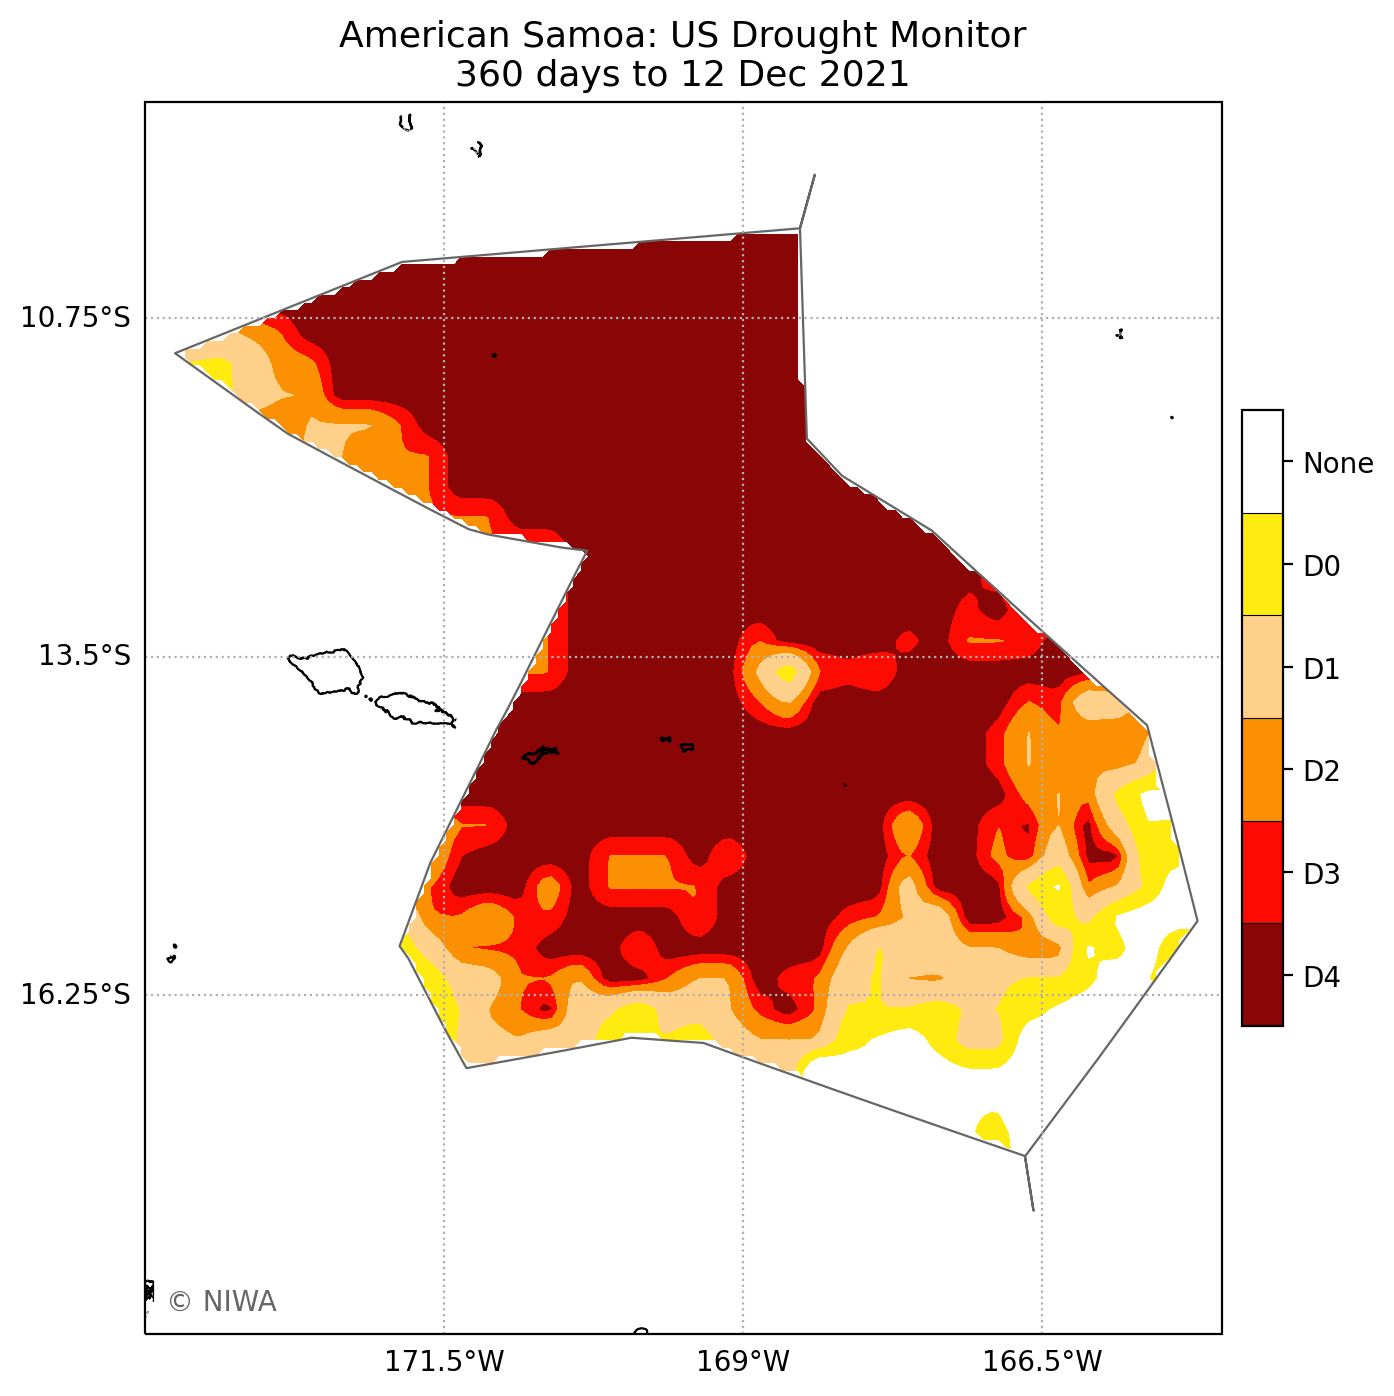 American Samoa: US Drought Monitor
360 days to 12 Dec 2021
10.75°S
13.5°S
16.25°S
171.5°W
169°W
166.5°W
None
D0
D1
D2
D3
D4
© NIWA